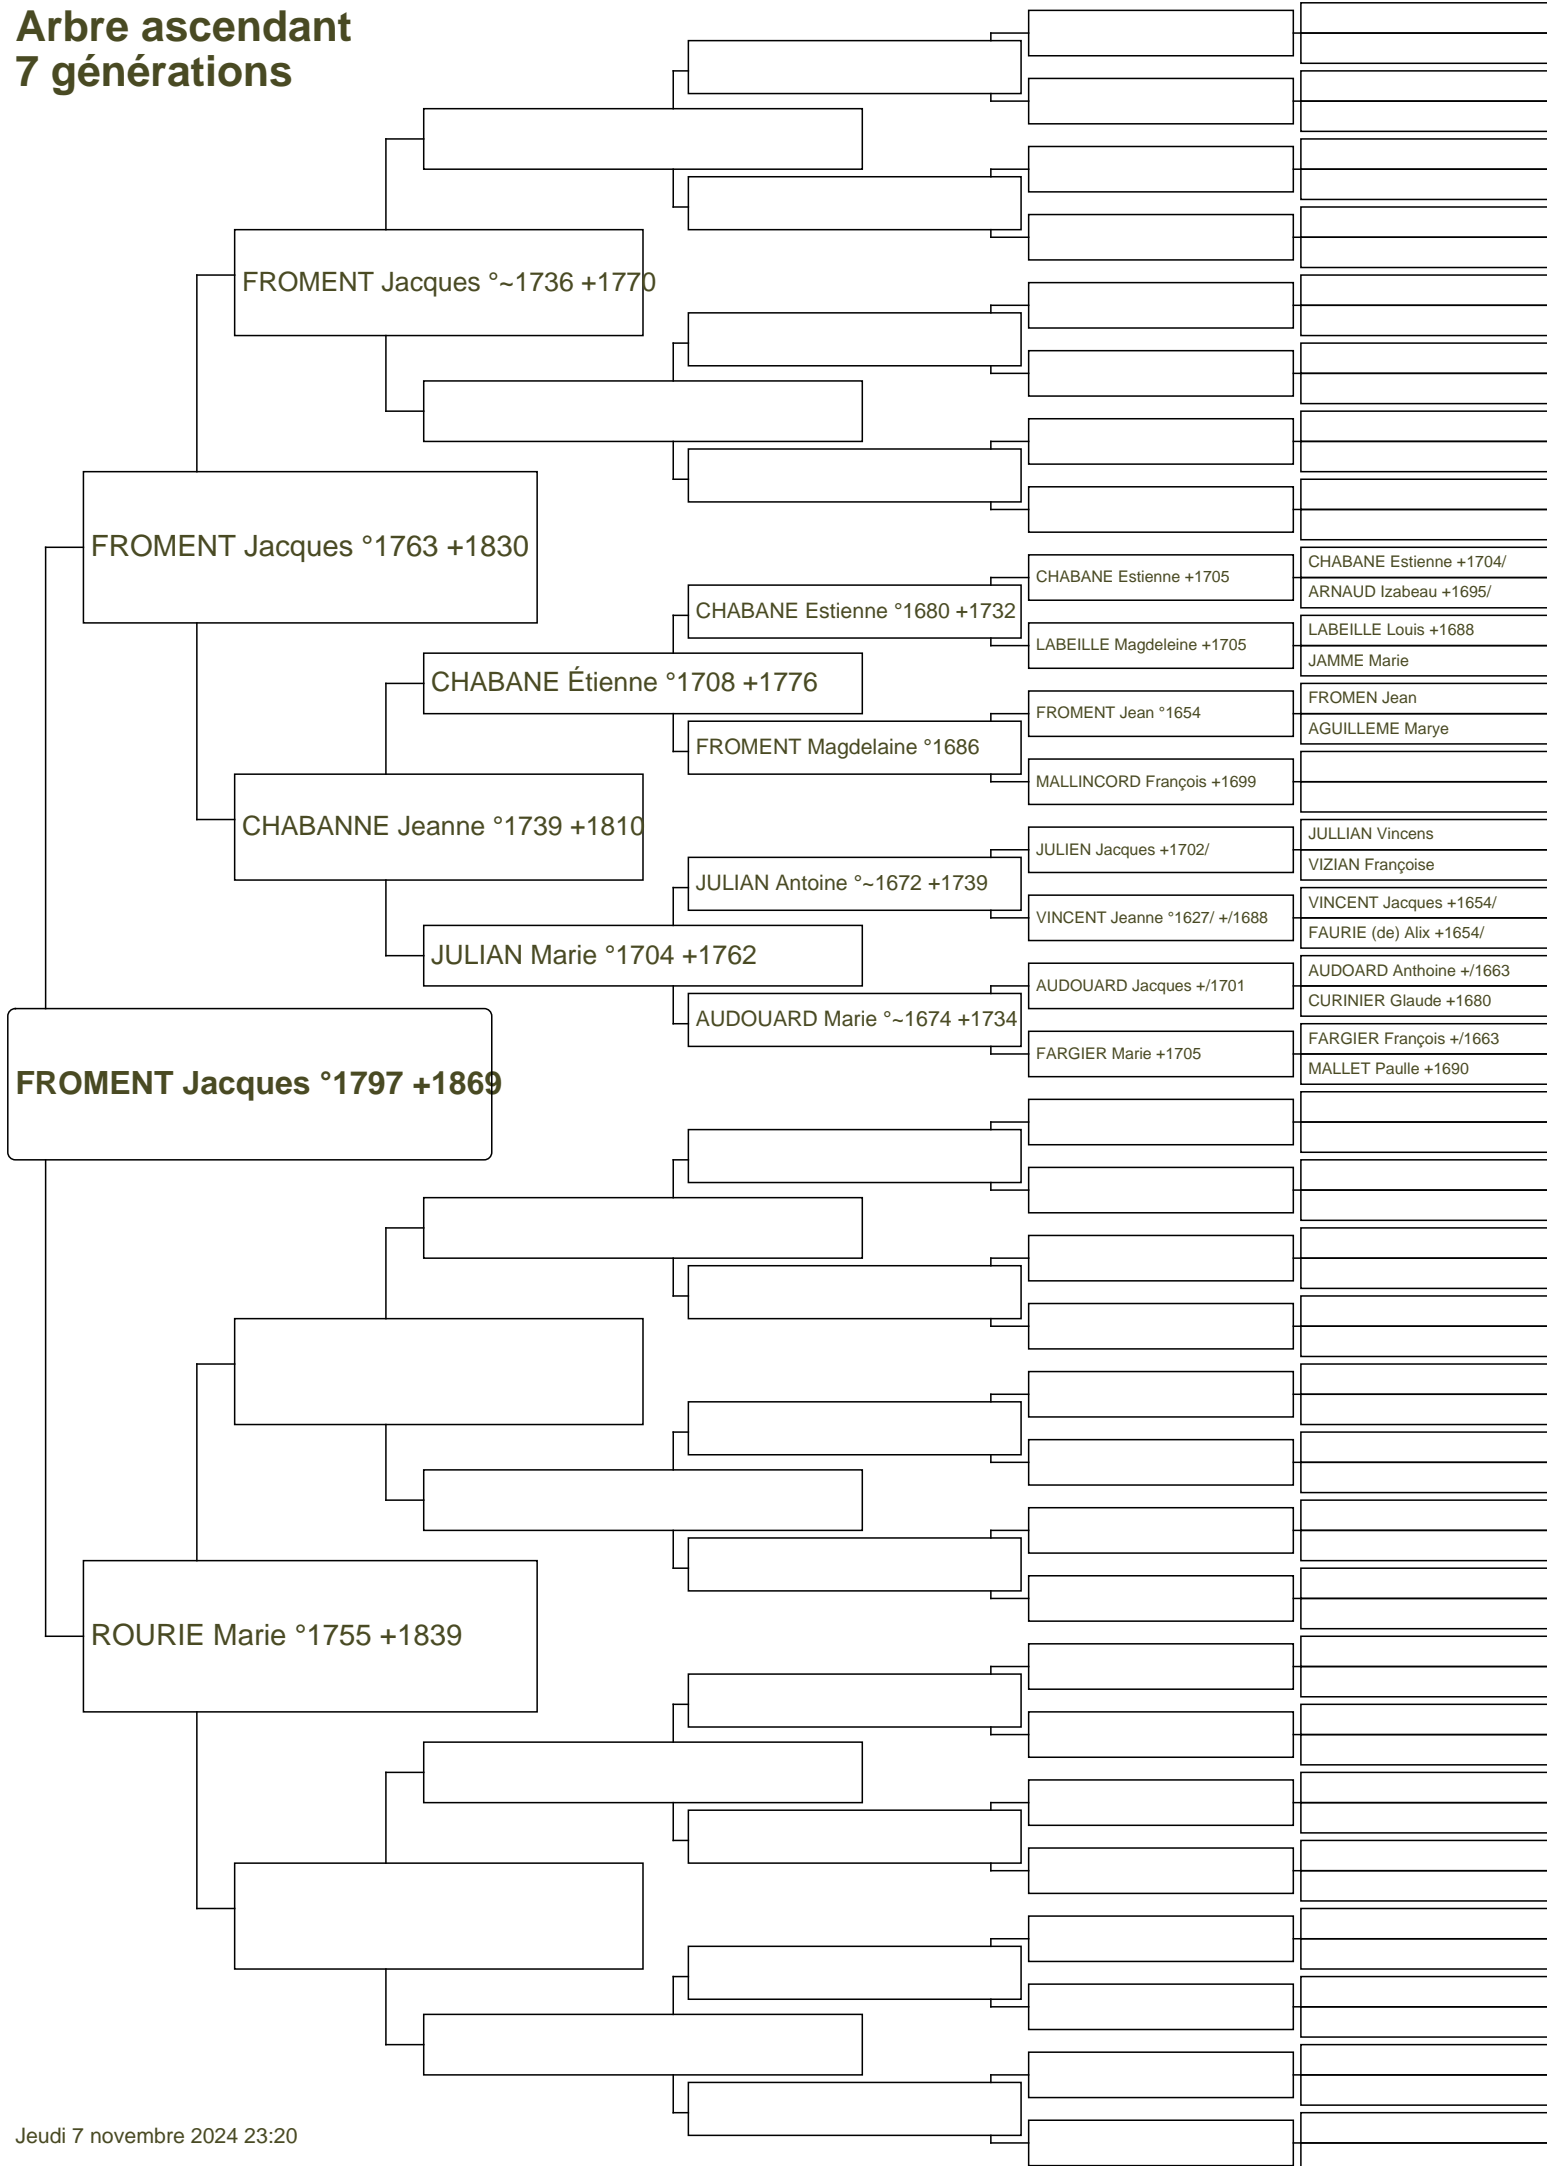 Arbre ascendant
7 générations
FROMENT Jacques °~1736 +1770
FROMENT Jacques °1763 +1830
CHABANE Estienne +1705
CHABANE Estienne +1704/
ARNAUD Izabeau +1695/
CHABANE Estienne °1680 +1732
LABEILLE Magdeleine +1705
LABEILLE Louis +1688
JAMME Marie
CHABANE Étienne °1708 +1776
FROMENT Jean °1654
FROMEN Jean
AGUILLEME Marye
FROMENT Magdelaine °1686
MALLINCORD François +1699
CHABANNE Jeanne °1739 +1810
JULIEN Jacques +1702/
JULLIAN Vincens
VIZIAN Françoise
JULIAN Antoine °~1672 +1739
VINCENT Jeanne °1627/ +/1688
VINCENT Jacques +1654/
FAURIE (de) Alix +1654/
JULIAN Marie °1704 +1762
AUDOUARD Jacques +/1701
AUDOARD Anthoine +/1663
CURINIER Glaude +1680
AUDOUARD Marie °~1674 +1734
FARGIER Marie +1705
FARGIER François +/1663
MALLET Paulle +1690
FROMENT Jacques °1797 +1869
ROURIE Marie °1755 +1839
Jeudi 7 novembre 2024 23:20